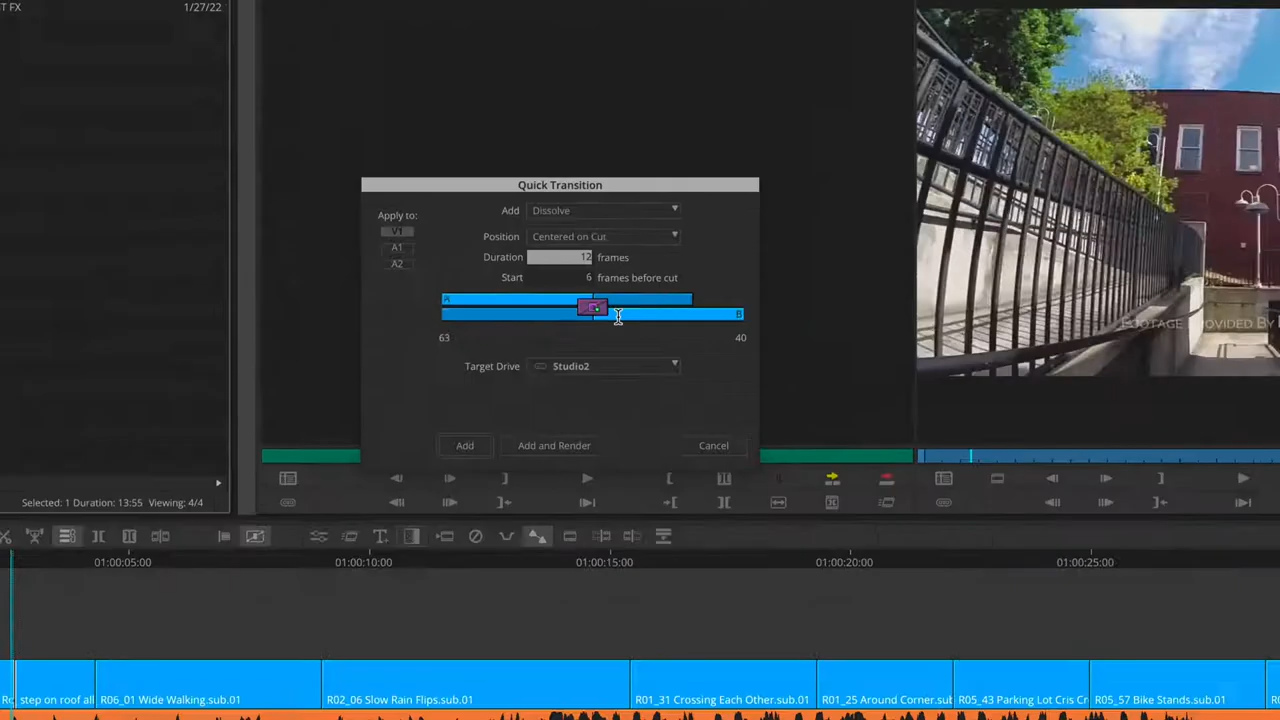 T FX
1/27/22
Quick Transition
Apply to:
V1
A1
A2
Add
Dissolve
Position
Centered on Cut
Duration
12
frames
Start
6
frames before cut
A
B
63
40
Target Drive
Studio2
Add
Add and Render
Cancel
Selected: 1 Duration: 13:55 Viewing: 4/4
FOOTAGE PROVIDED BY
01:00:05:00
01:00:10:00
01:00:15:00
01:00:20:00
01:00:25:00
step on roof all
R06_01 Wide Walking.sub.01
R02_06 Slow Rain Flips.sub.01
R01_31 Crossing Each Other.sub.01
R01_25 Around Corner.sub
R05_43 Parking Lot Cris Cr
R05_57 Bike Stands.sub.01